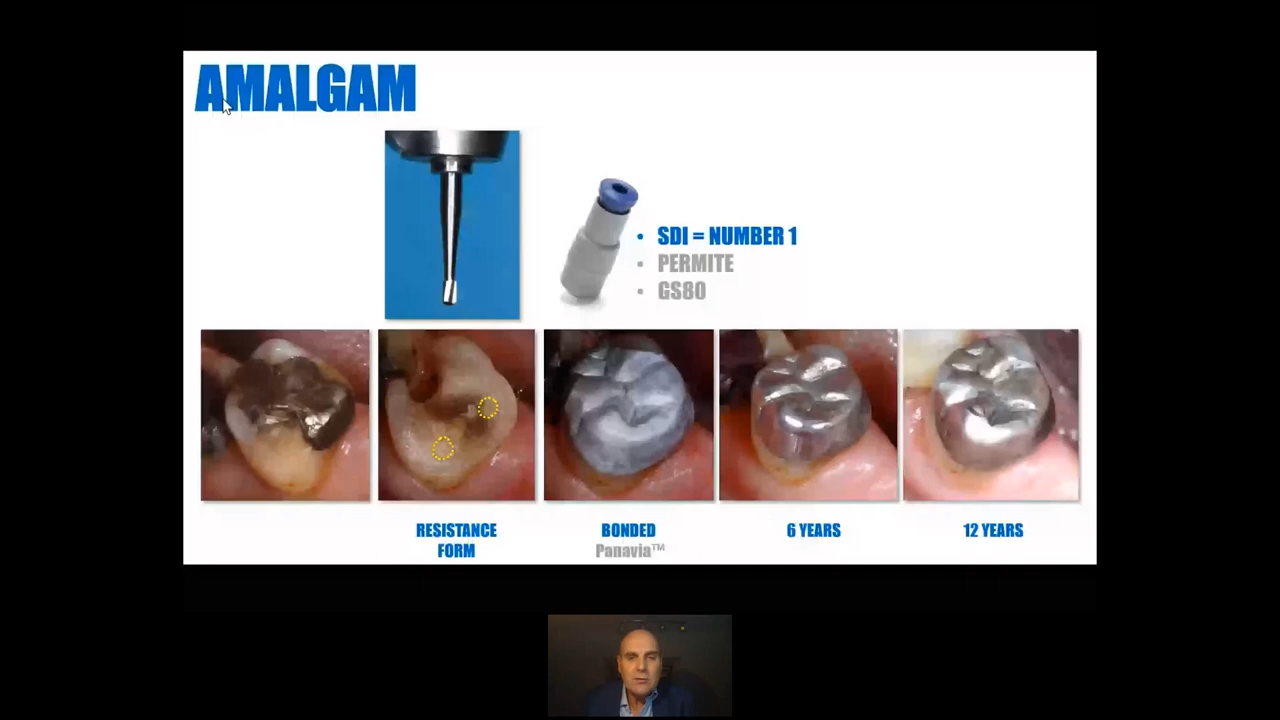 AMALGAM
SDI = NUMBER 1
PERMITE
GS80
RESISTANCE
FORM
BONDED
Panavia™
6 YEARS
12 YEARS